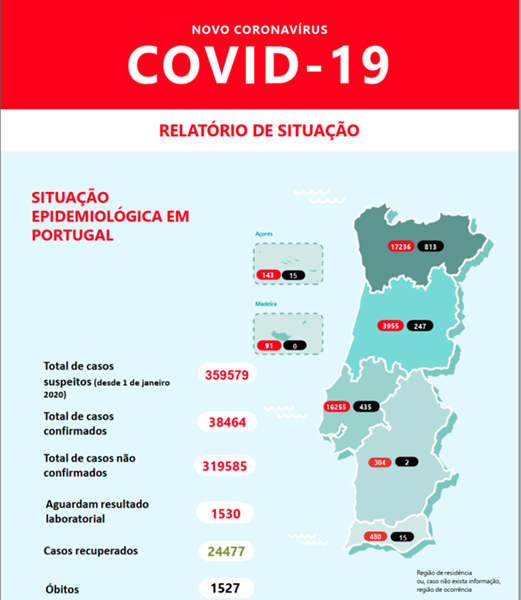 NOVO CORONAVÍRUS
COVID-19
RELATÓRIO DE SITUAÇÃO
SITUAÇÃO
EPIDEMIOLÓGICA EM
PORTUGAL
Açores
143 15
Madeira
91 0
17236 813
3955 247
16255 435
304 2
480 15
Total de casos
suspeitos (desde 1 de janeiro
2020)
359579
Total de casos
confirmados
38464
Total de casos não
confirmados
319585
Aguardam resultado
laboratorial
1530
Casos recuperados
24477
Óbitos
1527
Região de residência
ou, caso não exista informação,
região de ocorrência